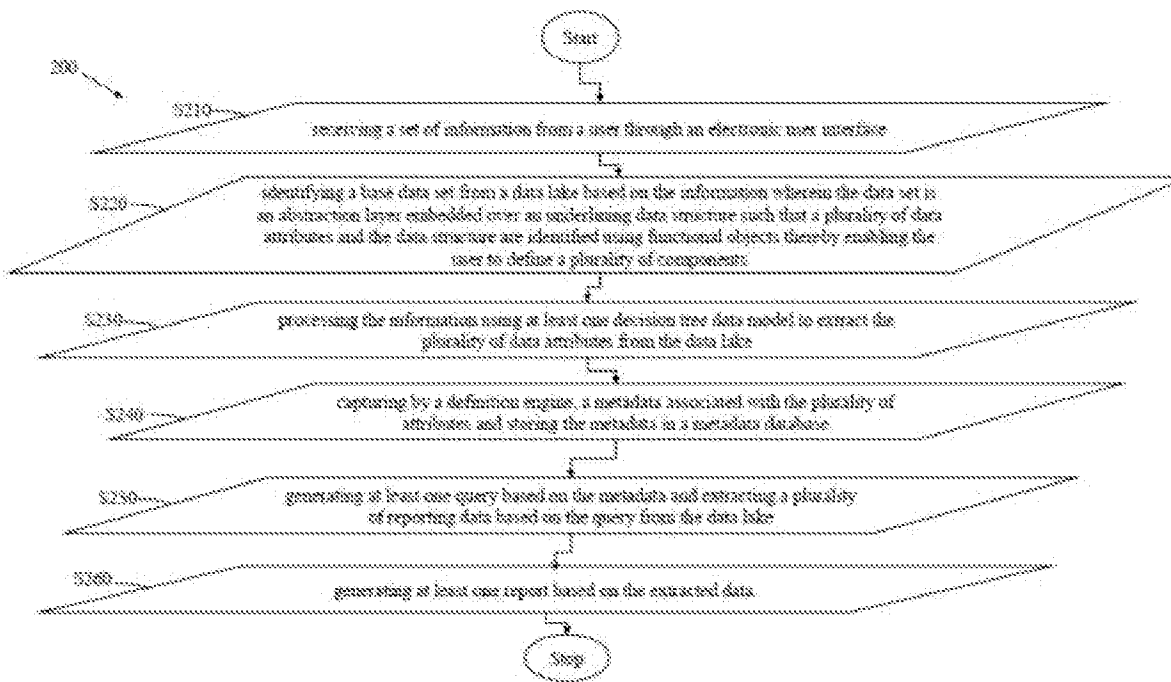 Start
200
S210
receiving a set of information from a user through an electronic user interface
S220
identifying a base data set from a data lake based on the information wherein the data set is
an abstraction layer embedded over an underlining data structure such that a plurality of data
attributes and the data structure are identified using functional objects thereby enabling the
user to define a plurality of components
S230
processing the information using at least one decision tree data model to extract the
plurality of data attributes from the data lake
S240
capturing by a definition engine, a metadata associated with the plurality of
attributes and storing the metadata in a metadata database.
S250
generating at least one query based on the metadata and extracting a plurality
of reporting data based on the query from the data lake
S260
generating at least one report based on the extracted data.
Stop